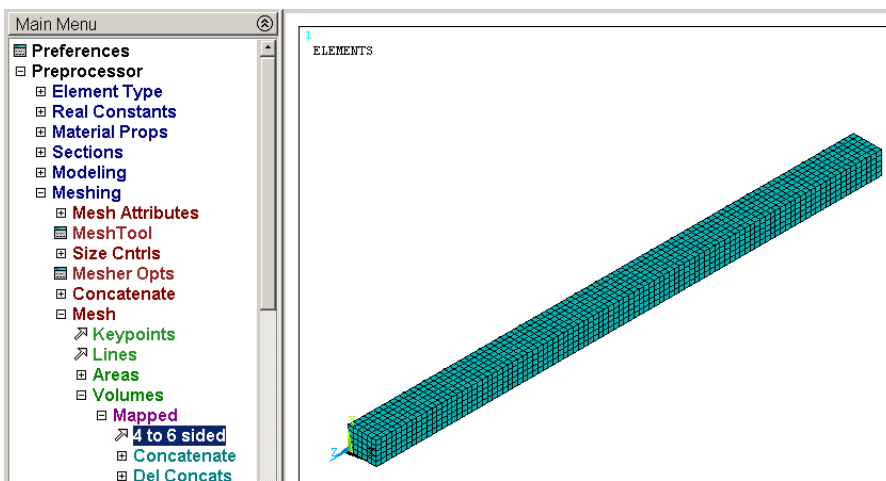 Main Menu
Preferences
Preprocessor
Element Type
Real Constants
Material Props
Sections
Modeling
Meshing
Mesh Attributes
MeshTool
Size Cntrls
Mesher Opts
Concatenate
Mesh
Keypoints
Lines
Areas
Volumes
Mapped
4 to 6 sided
Concatenate
Del Concats
1
ELEMENTS
Y
Z